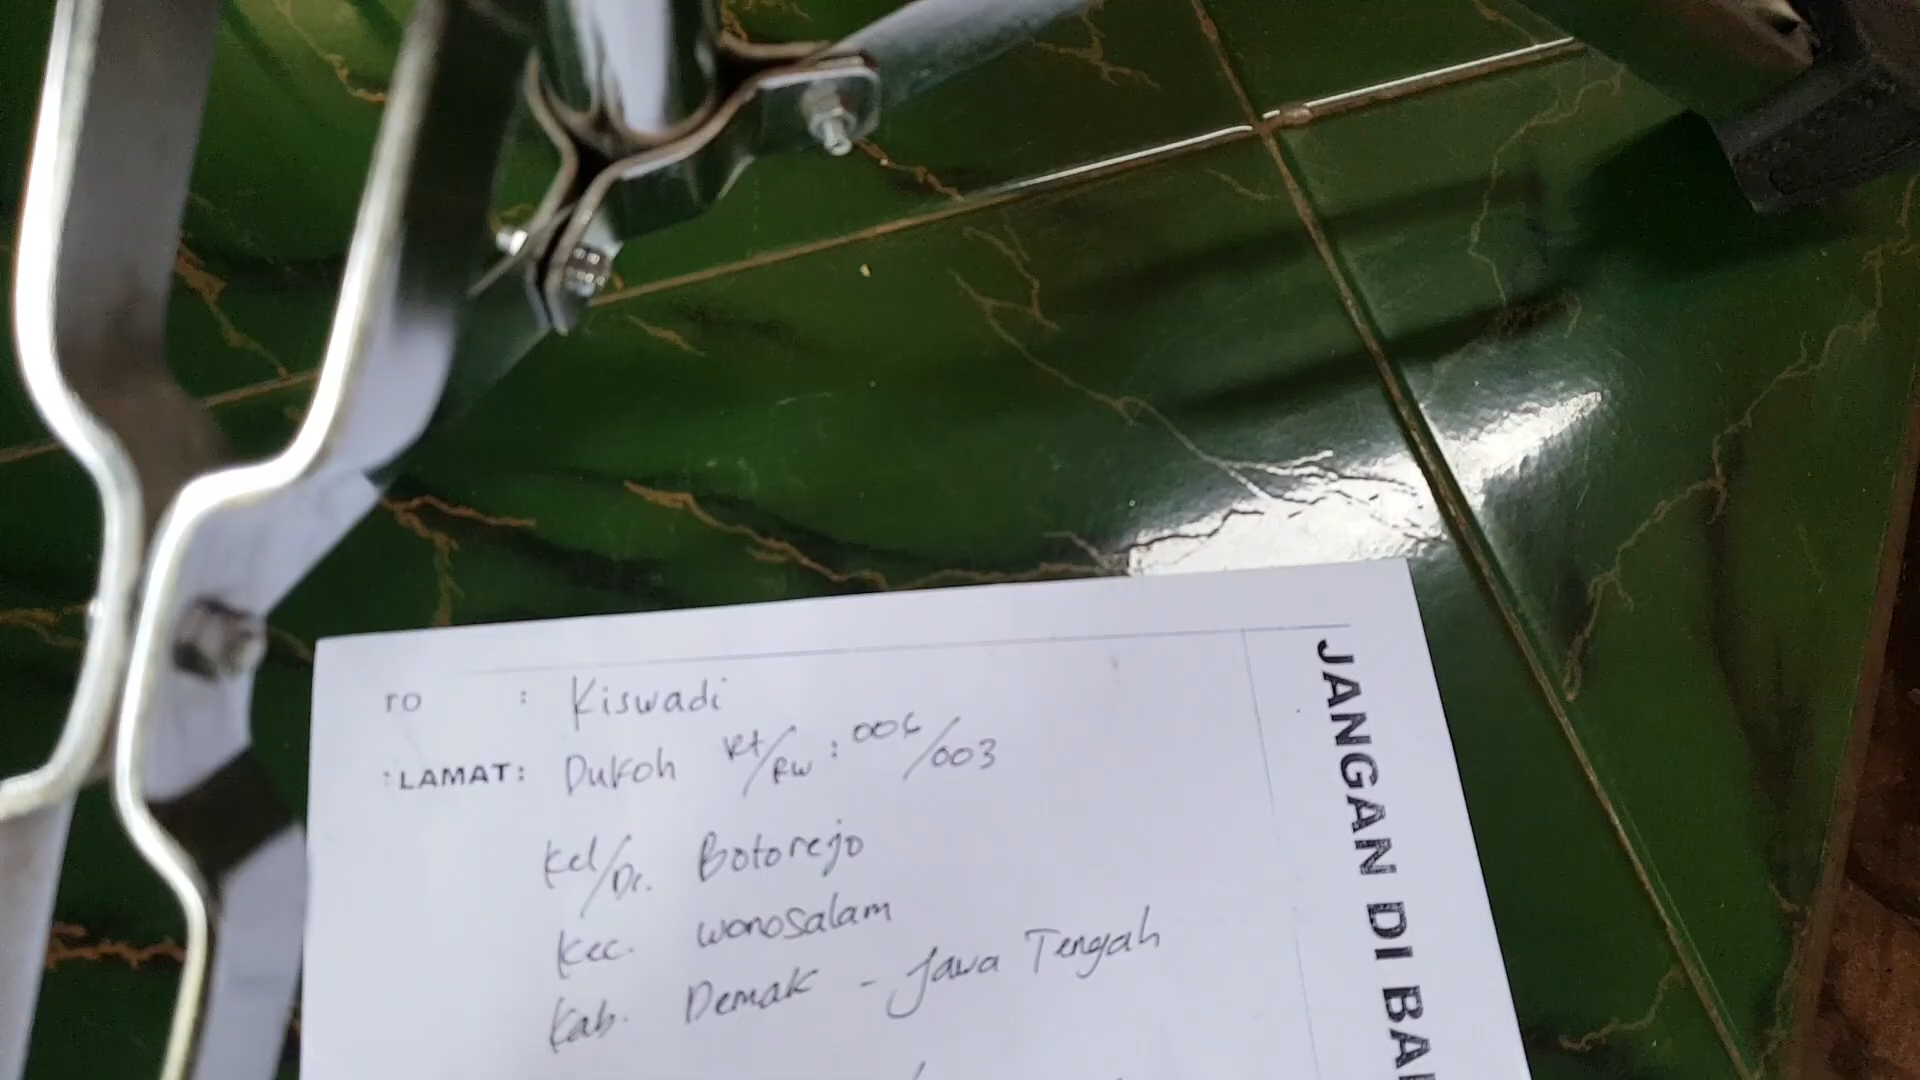 TO : Kiswadi
ALAMAT: Dukoh Rt/Rw : 006/003
Kel/Ds. Botorejo
Kec. Wonosalam
Kab. Demak - Jawa Tengah
JANGAN DI BA